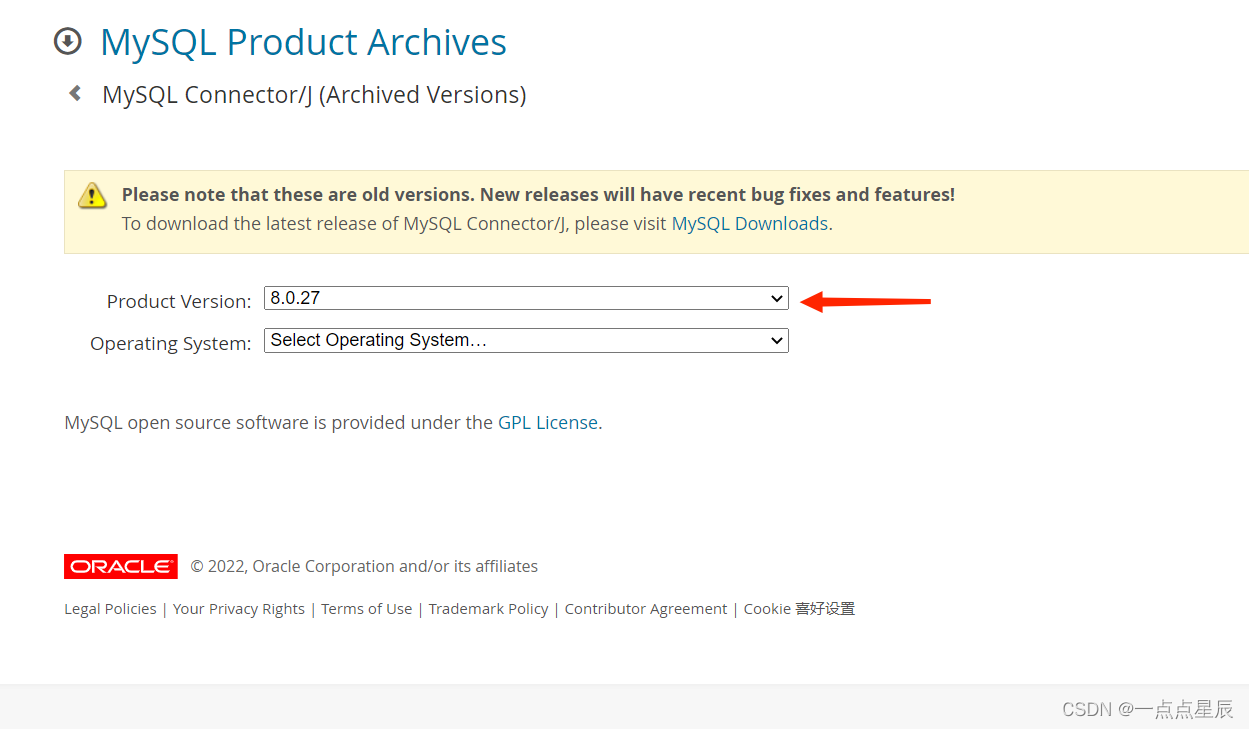 MySQL Product Archives
MySQL Connector/J (Archived Versions)
Please note that these are old versions. New releases will have recent bug fixes and features!
To download the latest release of MySQL Connector/J, please visit MySQL Downloads.
Product Version: 8.0.27
Operating System: Select Operating System…
MySQL open source software is provided under the GPL License.
ORACLE © 2022, Oracle Corporation and/or its affiliates
Legal Policies | Your Privacy Rights | Terms of Use | Trademark Policy | Contributor Agreement | Cookie 喜好设置
CSDN @一点点星辰